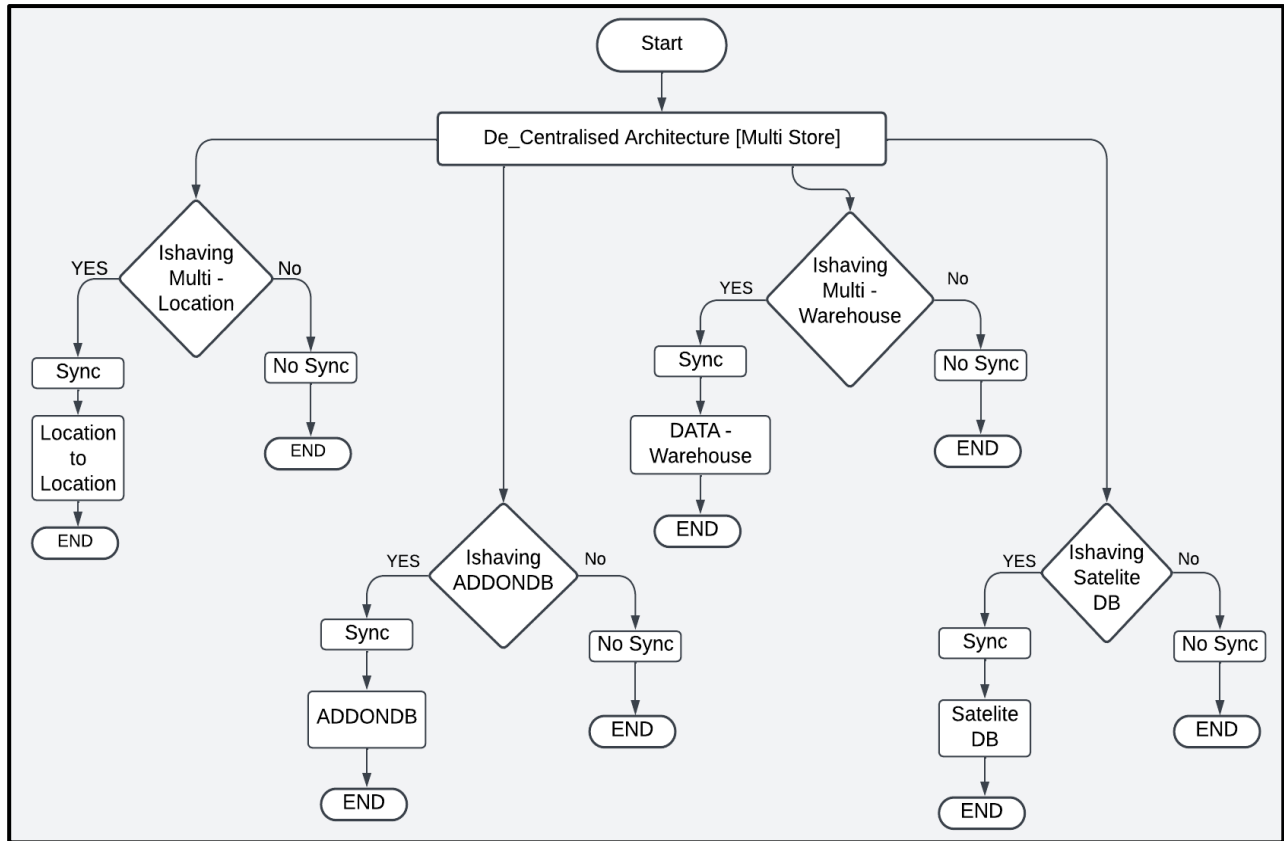 Start
De_Centralised Architecture [Multi Store]
Ishaving
Multi -
Location
YES
No
Sync
Location
to
Location
END
No Sync
END
Ishaving
ADDONDB
YES
No
Sync
ADDONDB
END
No Sync
END
Ishaving
Multi -
Warehouse
YES
No
Sync
DATA -
Warehouse
END
No Sync
END
Ishaving
Satelite
DB
YES
No
Sync
Satelite
DB
END
No Sync
END